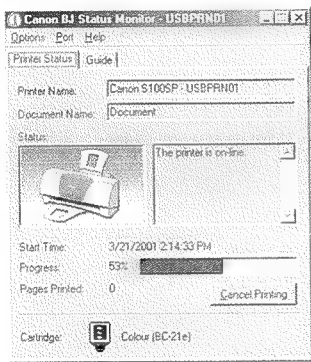 Canon BJ Status Monitor - USBPRN01
Options Port Help
Printer Status Guide
Printer Name: Canon S100SP - USBPRN01
Document Name: Document
Status:
The printer is on-line.
Start Time: 3/21/2001 2:14:33 PM
Progress: 53%
Pages Printed: 0
Cancel Printing
Cartridge: Colour (BC-21e)